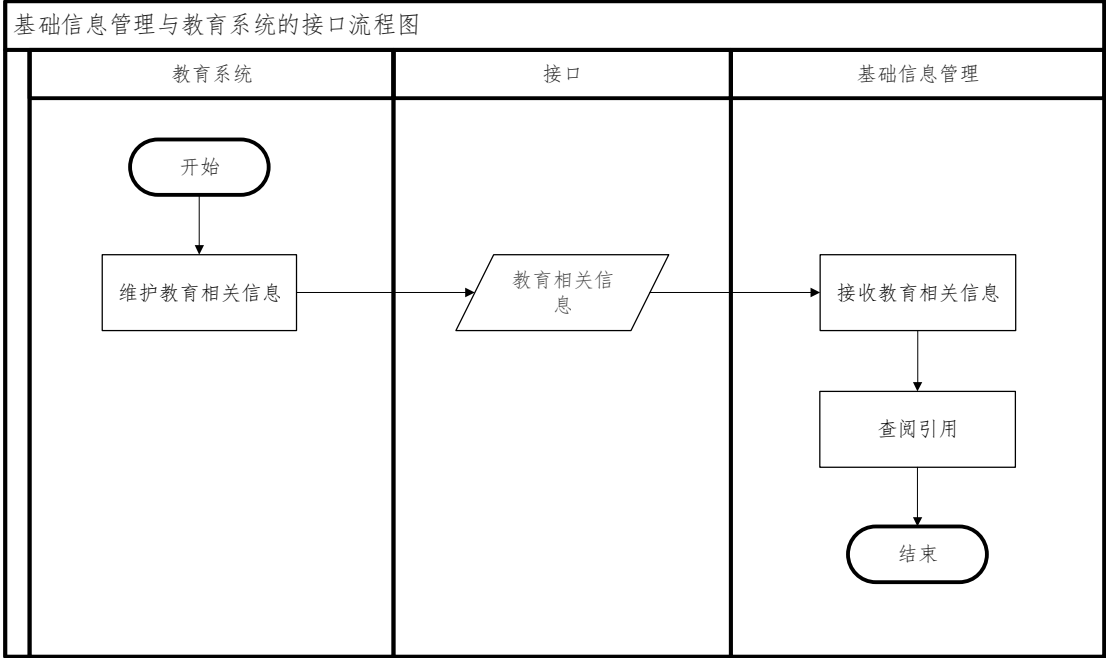 基础信息管理与教育系统的接口流程图
教育系统
接口
基础信息管理
开始
维护教育相关信息
教育相关信
息
接收教育相关信息
查阅引用
结束